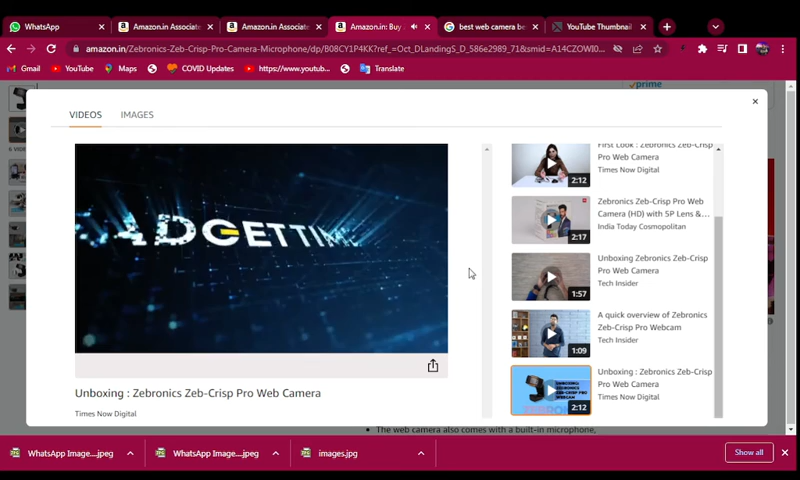 WhatsApp
Amazon.in Associate
Amazon.in Associate
Amazon.in: Buy
best web camera be
YouTube Thumbnail
amazon.in/Zebronics-Zeb-Crisp-Pro-Camera-Microphone/dp/B08CY1P4KK?ref_=Oct_DLandingS_D_586e2989_71&smid=A14CZOWI0...
Gmail
YouTube
Maps
COVID Updates
https://www.youtub...
Translate
prime
VIDEOS
IMAGES
ADGETTIM
First Look : Zebronics Zeb-Crisp
Pro Web Camera
Times Now Digital
2:12
Zebronics Zeb-Crisp Pro Web
Camera (HD) with 5P Lens &...
India Today Cosmopolitan
2:17
Unboxing Zebronics Zeb-Crisp
Pro Web Camera
Tech Insider
1:57
A quick overview of Zebronics
Zeb-Crisp Pro Webcam
Tech Insider
1:09
Unboxing : Zebronics Zeb-Crisp
Pro Web Camera
Times Now Digital
2:12
Unboxing : Zebronics Zeb-Crisp Pro Web Camera
Times Now Digital
The web camera also comes with a built-in microphone,
WhatsApp Image....jpeg
WhatsApp Image....jpeg
images.jpg
Show all